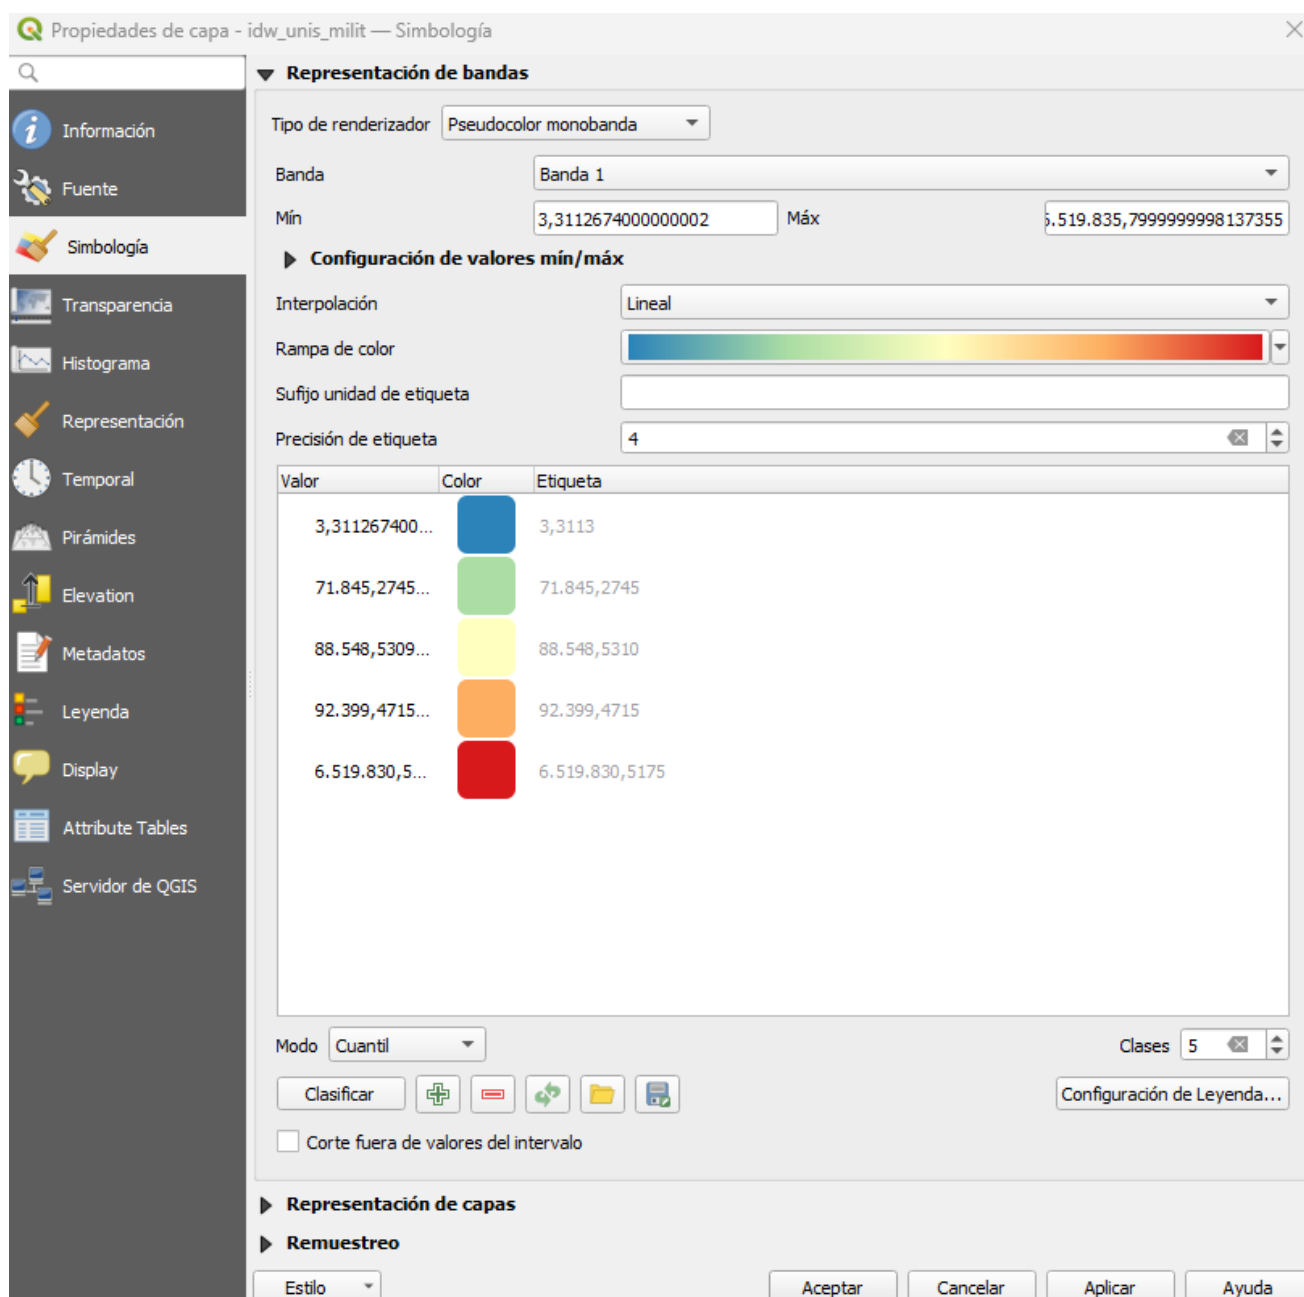 Propiedades de capa - idw_unis_milit — Simbología
Información
Fuente
Simbología
Transparencia
Histograma
Representación
Temporal
Pirámides
Elevation
Metadatos
Leyenda
Display
Attribute Tables
Servidor de QGIS
Representación de bandas
Tipo de renderizador Pseudocolor monobanda
Banda Banda 1
Mín 3,3112674000000002 Máx 5.519.835,7999999998137355
Configuración de valores mín/máx
Interpolación Lineal
Rampa de color
Sufijo unidad de etiqueta
Precisión de etiqueta 4
Valor Color Etiqueta
3,311267400... 3,3113
71.845,2745... 71.845,2745
88.548,5309... 88.548,5310
92.399,4715... 92.399,4715
6.519.830,5... 6.519.830,5175
Modo Cuantil Clases 5
Clasificar Configuración de Leyenda...
Corte fuera de valores del intervalo
Representación de capas
Remuestreo
Estilo Aceptar Cancelar Aplicar Ayuda